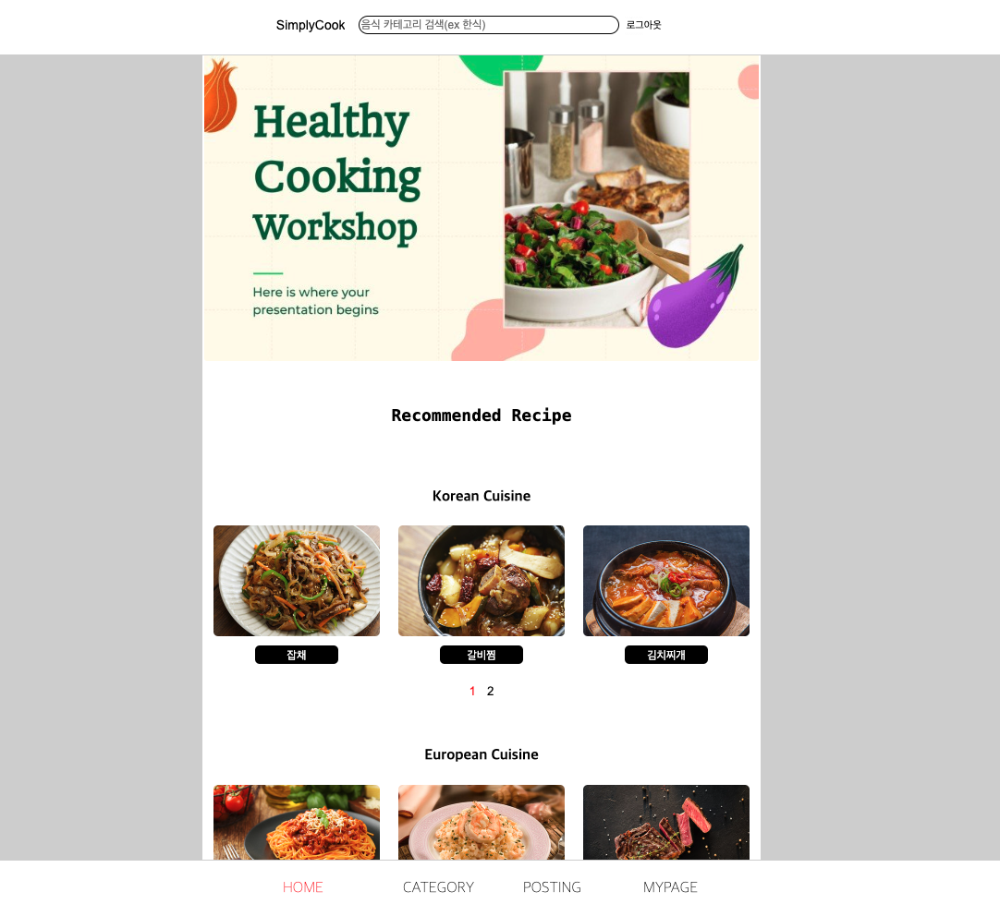 SimplyCook 음식 카테고리 검색(ex 한식) 로그아웃
Healthy
Cooking
Workshop
Here is where your
presentation begins
Recommended Recipe
Korean Cuisine
잡채 갈비찜 김치찌개
1 2
European Cuisine
HOME CATEGORY POSTING MYPAGE